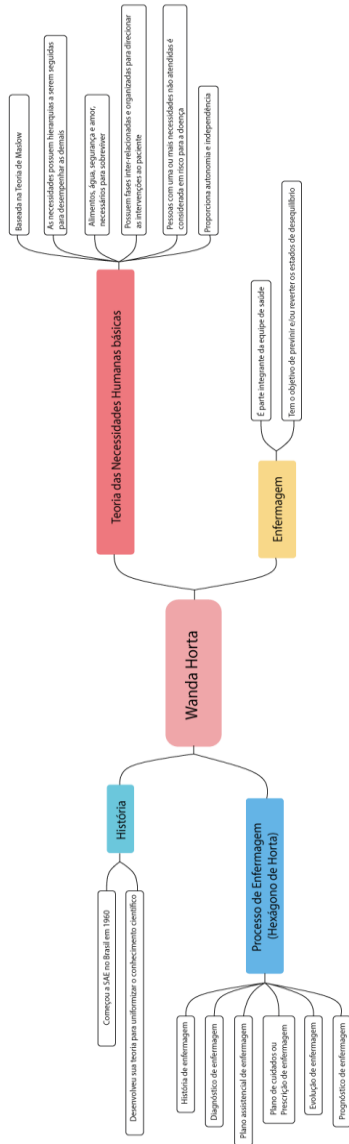 Wanda Horta
História
Começou a SAE no Brasil em 1960
Desenvolveu sua teoria para uniformizar o conhecimento científico
Processo de Enfermagem
(Hexágono de Horta)
História de enfermagem
Diagnóstico de enfermagem
Plano assistencial de enfermagem
Plano de cuidados ou
Prescrição de enfermagem
Evolução de enfermagem
Prognóstico de enfermagem
Teoria das Necessidades Humanas básicas
Baseada na Teoria de Maslow
As necessidades possuem hierarquias a serem seguidas
para desempenhar as demais
Alimentos, água, segurança e amor,
necessários para sobreviver
Possuem fases inter-relacionadas e organizadas para direcionar
as intervenções ao paciente
Pessoas com uma ou mais necessidades não atendidas é
considerada em risco para a doença
Proporciona autonomia e independência
Enfermagem
É parte integrante da equipe de saúde
Tem o objetivo de previnir e/ou reverter os estados de desequilíbrio